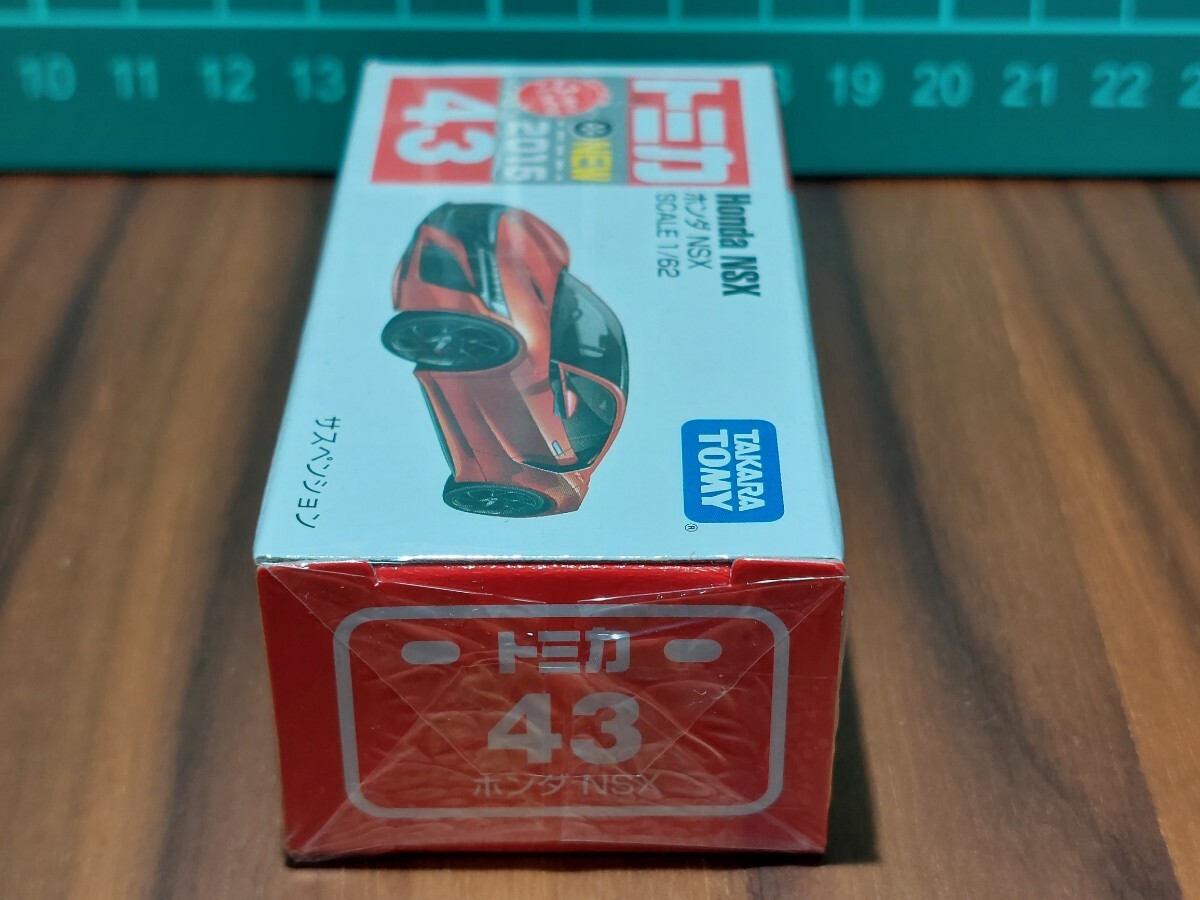 10 11 12 13 19 20 21 22
トミカ
NEW
2016
43
Honda NSX
ホンダ NSX
SCALE 1/62
TAKARA
TOMY
®
サスペンション
トミカ
43
ホンダ NSX